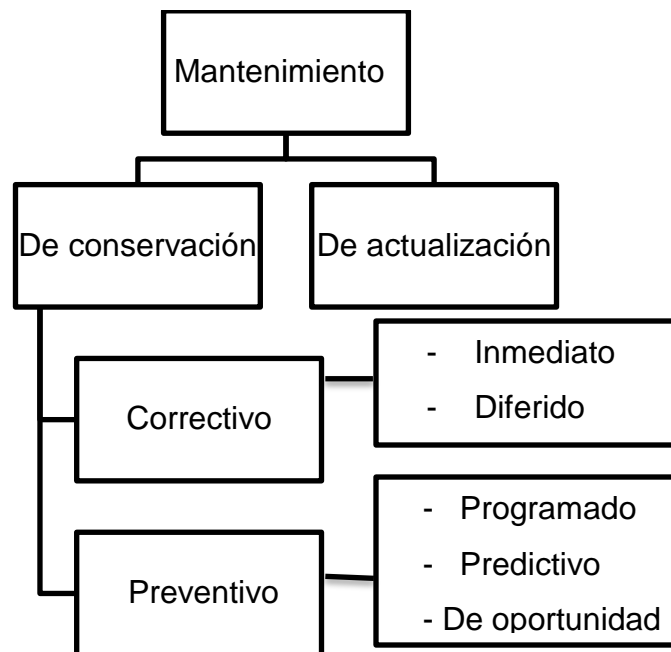 Mantenimiento
De conservación
De actualización
Correctivo
- Inmediato
- Diferido
Preventivo
- Programado
- Predictivo
- De oportunidad